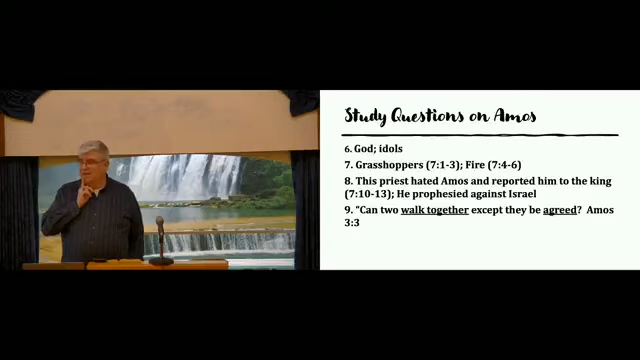 Study Questions on Amos
6. God; idols
7. Grasshoppers (7:1-3); Fire (7:4-6)
8. This priest hated Amos and reported him to the king
(7:10-13); He prophesied against Israel
9. "Can two walk together except they be agreed?  Amos
3:3